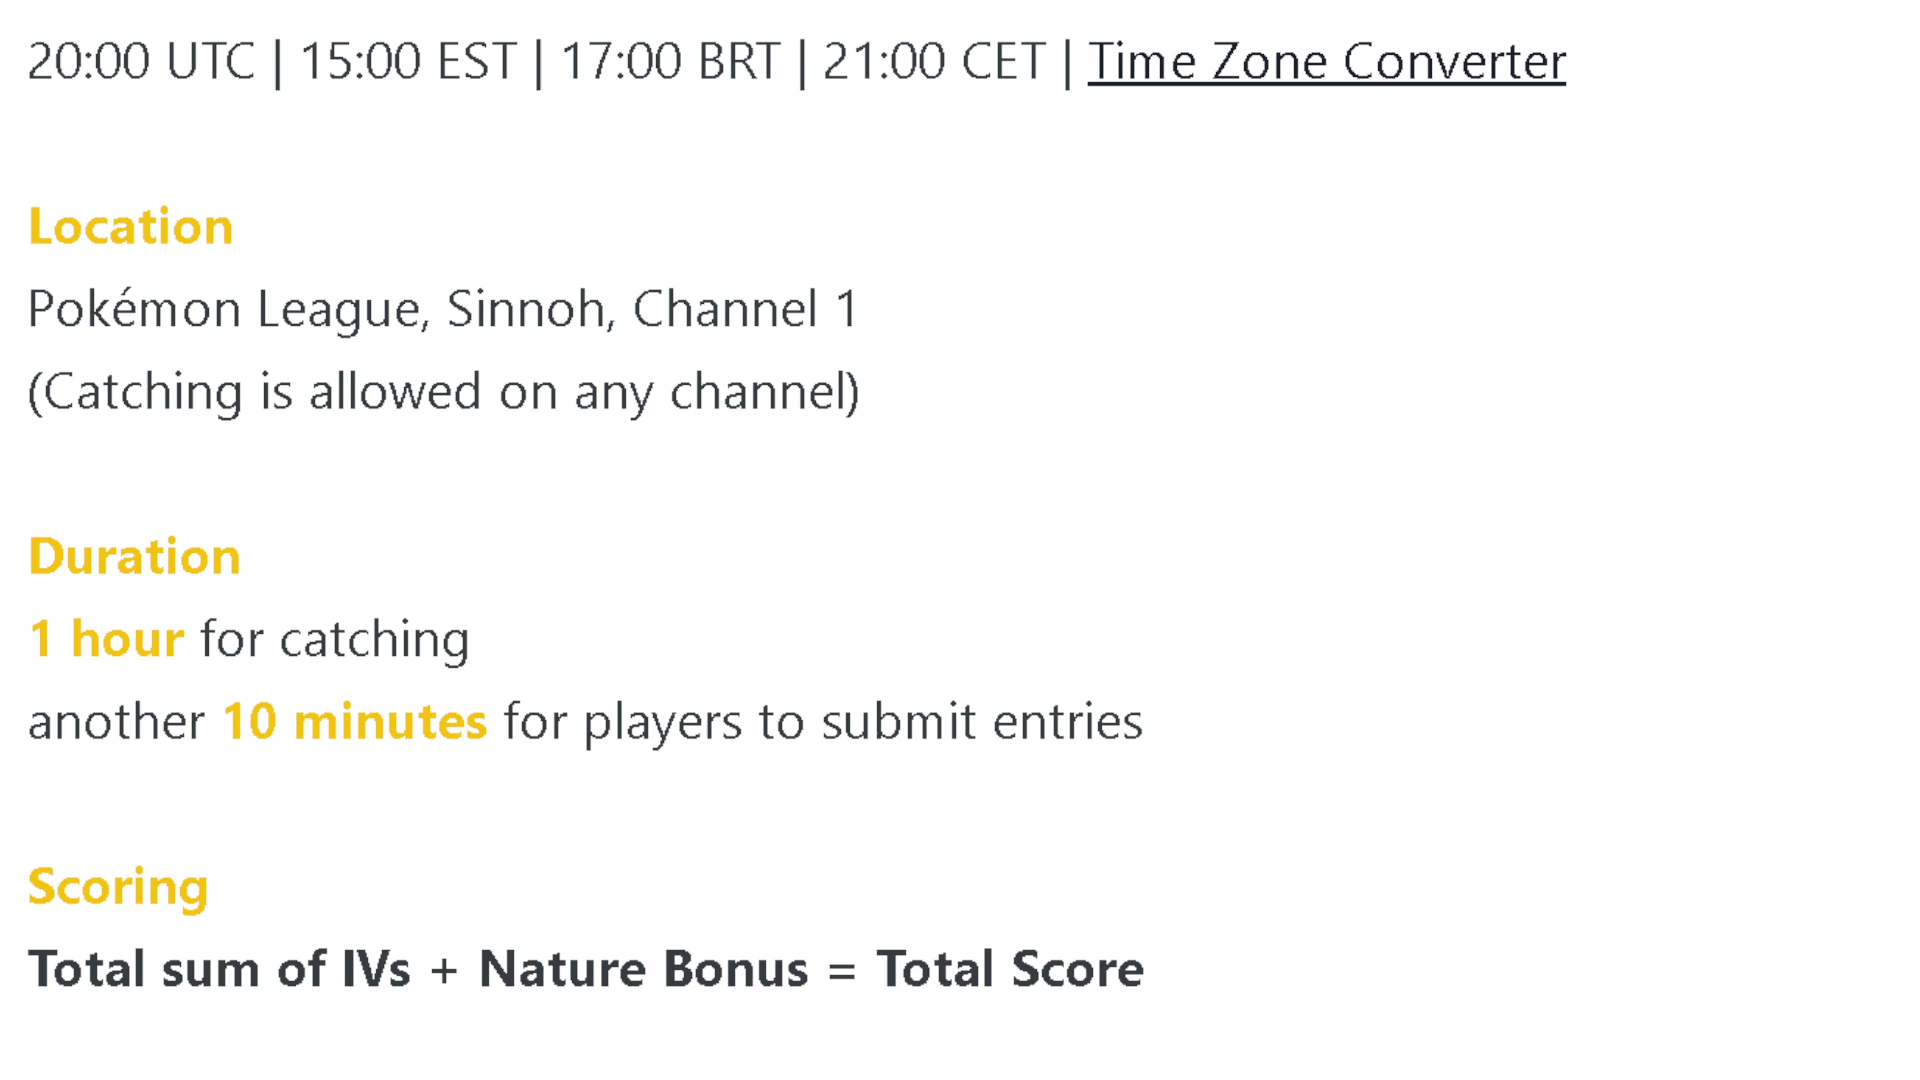 20:00 UTC | 15:00 EST | 17:00 BRT | 21:00 CET | Time Zone Converter
Location
Pokémon League, Sinnoh, Channel 1
(Catching is allowed on any channel)
Duration
1 hour for catching
another 10 minutes for players to submit entries
Scoring
Total sum of IVs + Nature Bonus = Total Score